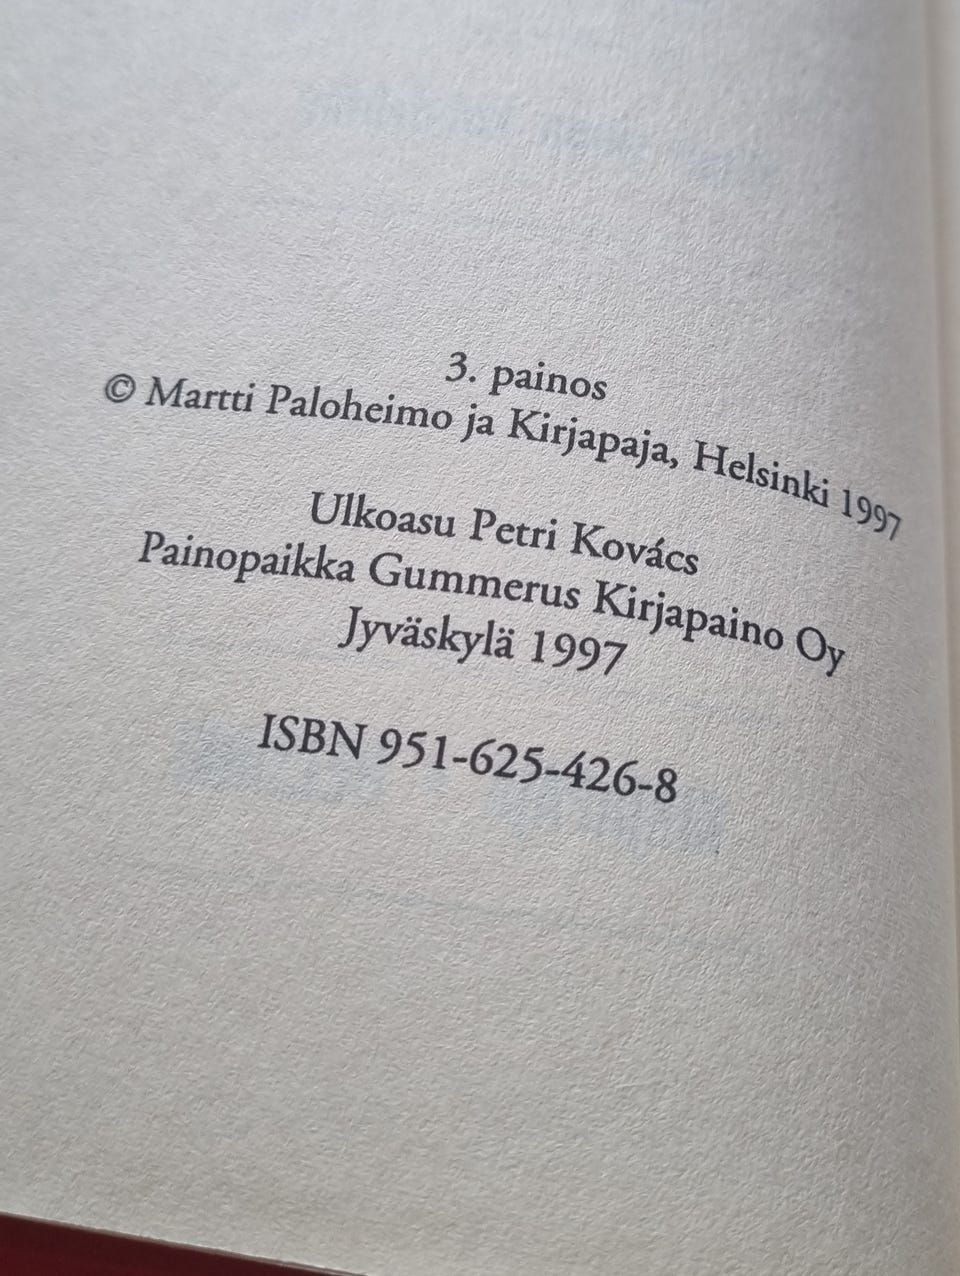 3. painos
© Martti Paloheimo ja Kirjapaja, Helsinki 1997
Ulkoasu Petri Kovács
Painopaikka Gummerus Kirjapaino Oy
Jyväskylä 1997
ISBN 951-625-426-8